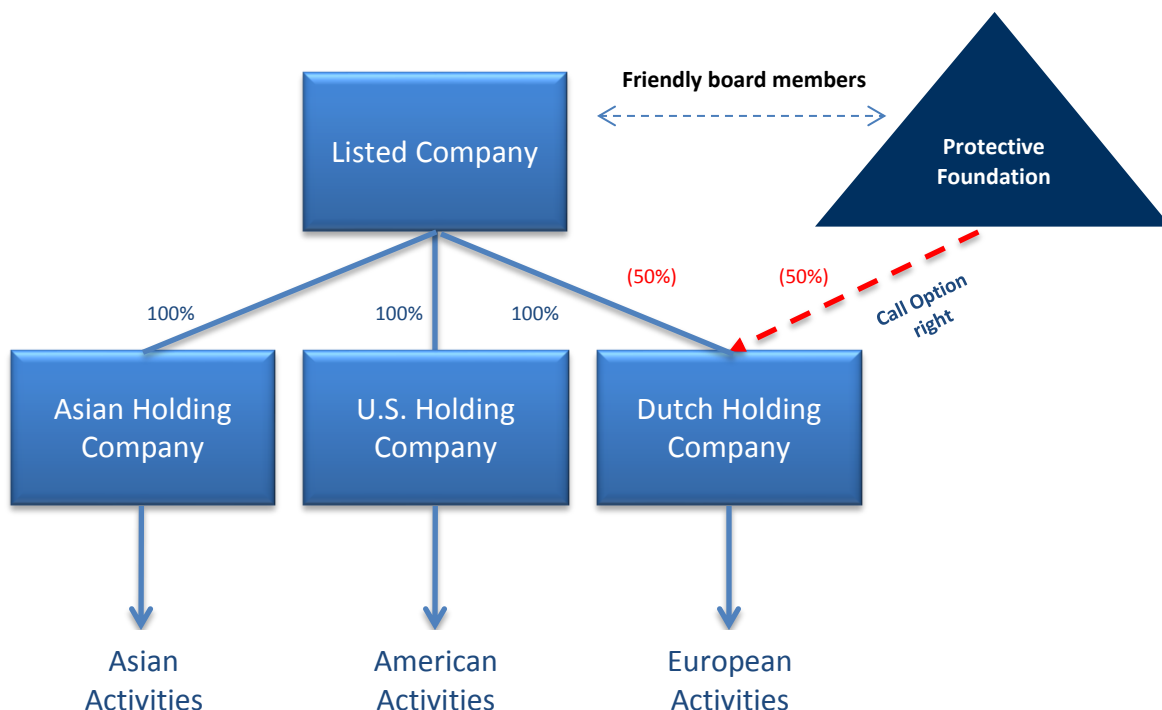 Friendly board members
Listed Company
Protective
Foundation
(50%)
(50%)
100%
100%
100%
Call Option
right
Asian Holding
Company
U.S. Holding
Company
Dutch Holding
Company
Asian
Activities
American
Activities
European
Activities